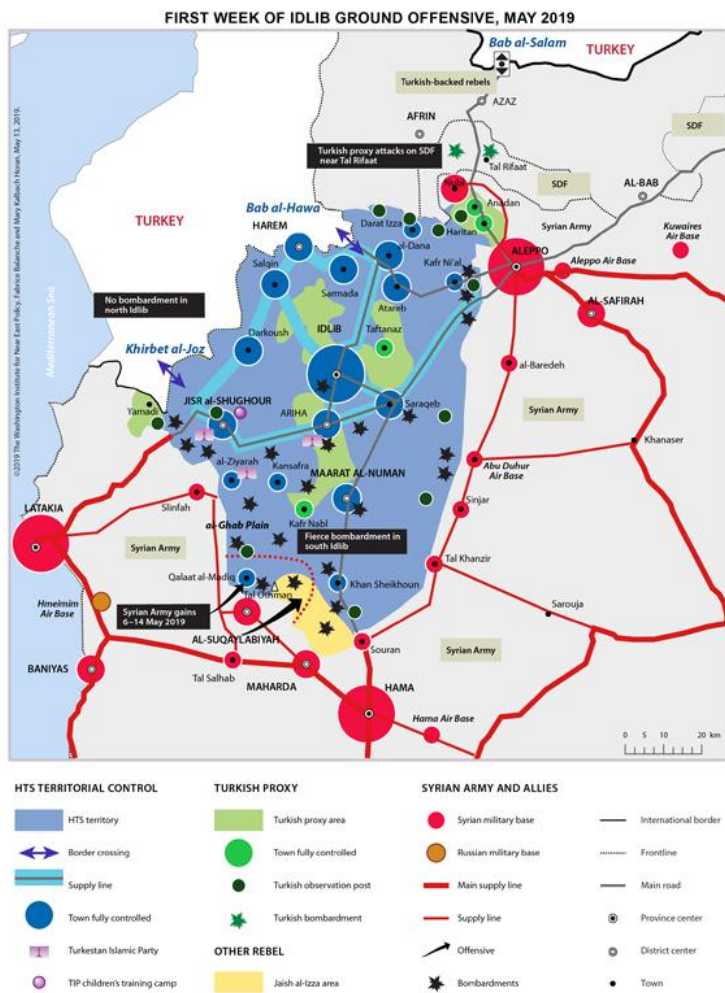 FIRST WEEK OF IDLIB GROUND OFFENSIVE, MAY 2019
Bab al-Salam
TURKEY
Turkish-backed rebels
AZAZ
AFRIN
SDF
Turkish proxy attacks on SDF
near Tal Rifaat
Tal Rifaat
SDF
AL-BAB
Nubl
Anadan
TURKEY
Bab al-Hawa
HAREM
Darat Izza
Haritan
Syrian Army
Kuwaires
Air Base
al-Dana
Kafr Ni'al
ALEPPO
Aleppo Air Base
Salqin
Sarmada
Atareb
AL-SAFIRAH
No bombardment in
north Idlib
Mediterranean Sea
IDLIB
Taftanaz
Darkoush
Khirbet al-Joz
al-Baredeh
Yamadi
JISR al-SHUGHOUR
ARIHA
Saraqeb
Syrian Army
Khanaser
al-Ziyarah
Kansafra
MAARAT AL-NUMAN
Abu Duhur
Air Base
Slinfah
Sinjar
LATAKIA
al-Ghab Plain
Kafr Nabl
Fierce bombardment in
south Idlib
Syrian Army
Tal Khanzir
Qalaat al-Madiq
Tal Othman
Khan Sheikhoun
Hmeimim
Air Base
Syrian Army gains
6–14 May 2019
Sarouja
AL-SUQAYLABIYAH
Souran
Syrian Army
BANIYAS
Tal Salhab
MAHARDA
HAMA
Hama Air Base
0 5 10 20 km
©2019 The Washington Institute for Near East Policy. Fabrice Balanche and Mary Kalbach Horan, May 13, 2019.
HTS TERRITORIAL CONTROL
HTS territory
Border crossing
Supply line
Town fully controlled
Turkestan Islamic Party
TIP children's training camp
TURKISH PROXY
Turkish proxy area
Town fully controlled
Turkish observation post
Turkish bombardment
OTHER REBEL
Jaish al-Izza area
SYRIAN ARMY AND ALLIES
Syrian military base
Russian military base
Main supply line
Supply line
Offensive
Bombardments
International border
Frontline
Main road
Province center
District center
Town